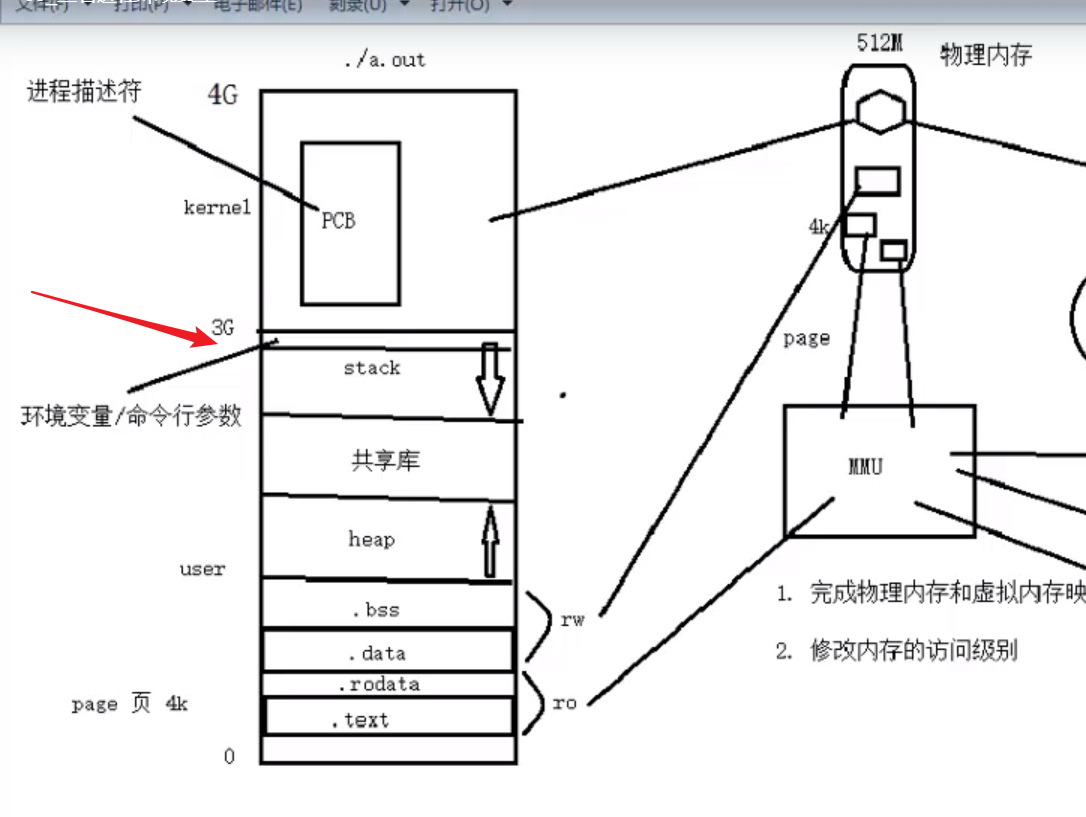 打印(P)
电子邮件(E)
刻录(U)
打开(O)
./a.out
512M
物理内存
进程描述符
4G
kernel
PCB
4k
3G
page
stack
环境变量/命令行参数
共享库
MMU
heap
user
1. 完成物理内存和虚拟内存映
.bss
rw
.data
2. 修改内存的访问级别
.rodata
page 页 4k
ro
.text
0